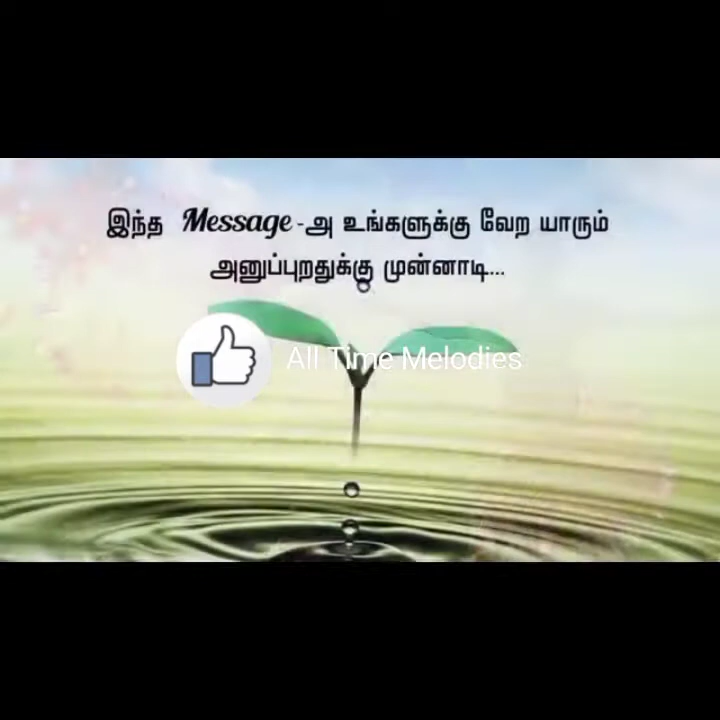 இந்த Message-அ உங்களுக்கு வேற யாரும்
அனுப்புறதுக்கு முன்னாடி...
All Time Melodies